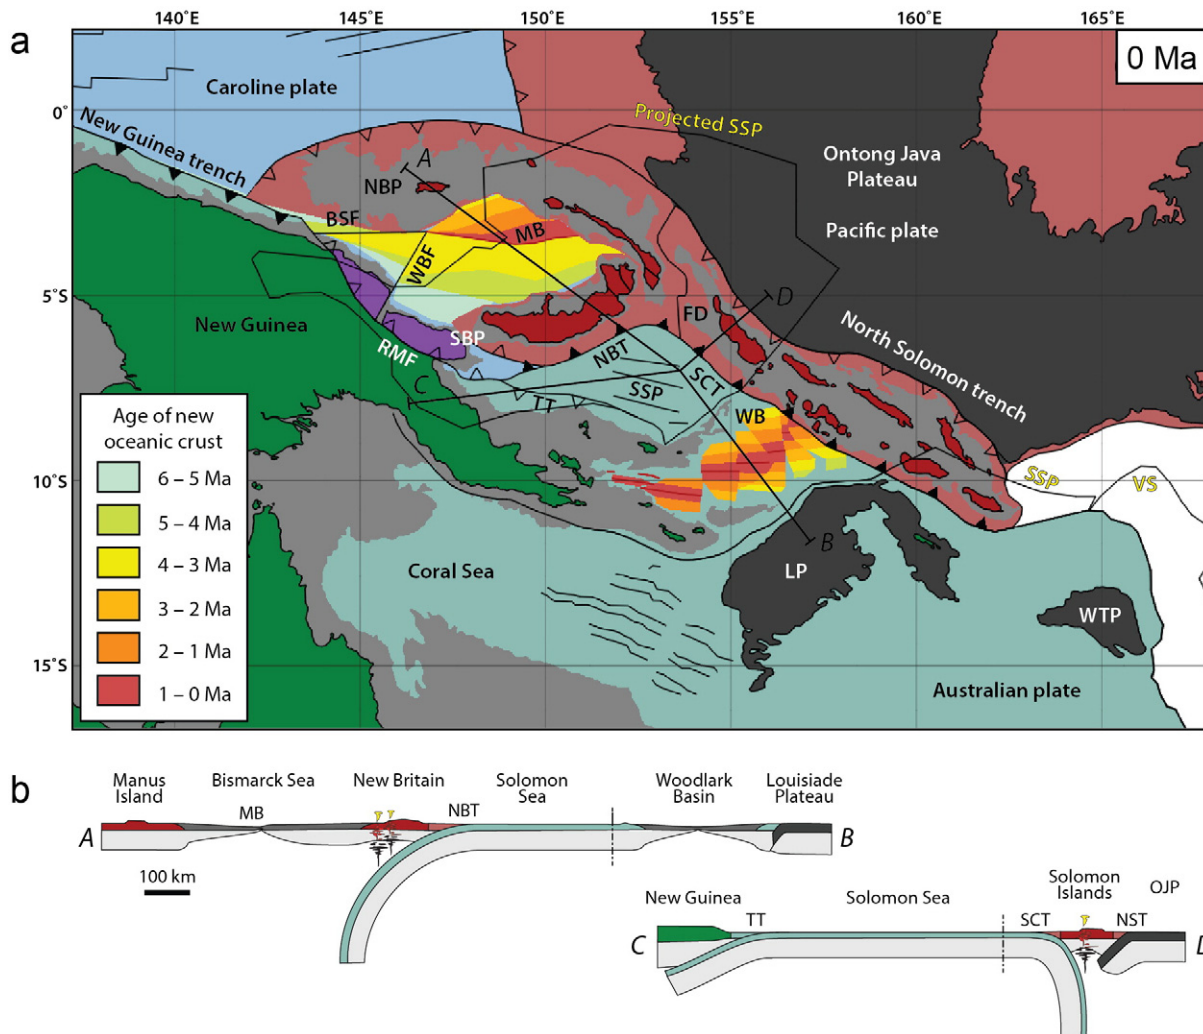 a
140°E
145°E
150°E
155°E
160°E
165°E
0 Ma
Caroline plate
0°
New Guinea trench
Projected SSP
Ontong Java
Plateau
Pacific plate
A
NBP
BSF
MB
WBF
5°S
D
New Guinea
SBP
FD
North Solomon trench
RMF
NBT
SCT
C
SSP
TT
WB
Age of new
oceanic crust
6 – 5 Ma
5 – 4 Ma
4 – 3 Ma
3 – 2 Ma
2 – 1 Ma
1 – 0 Ma
10°S
SSP
VS
B
Coral Sea
LP
WTP
15°S
Australian plate
b
Manus
Island
Bismarck Sea
New Britain
Solomon
Sea
Woodlark
Basin
Louisiade
Plateau
MB
NBT
A
B
100 km
New Guinea
TT
Solomon Sea
SCT
Solomon
Islands
NST
OJP
C
D